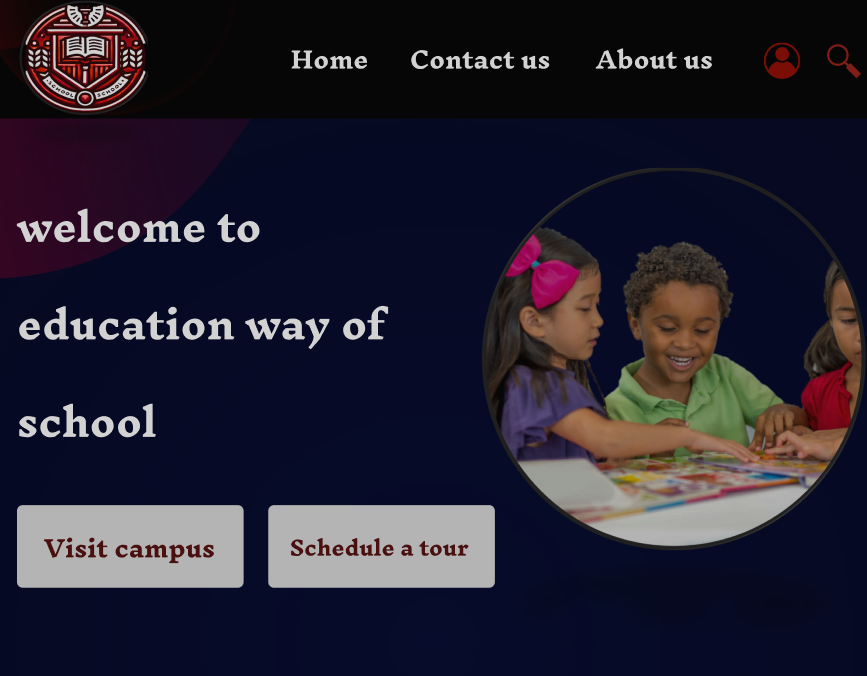 Home Contact us About us
SCHOOL SCHOOL
welcome to
education way of
school
Visit campus Schedule a tour